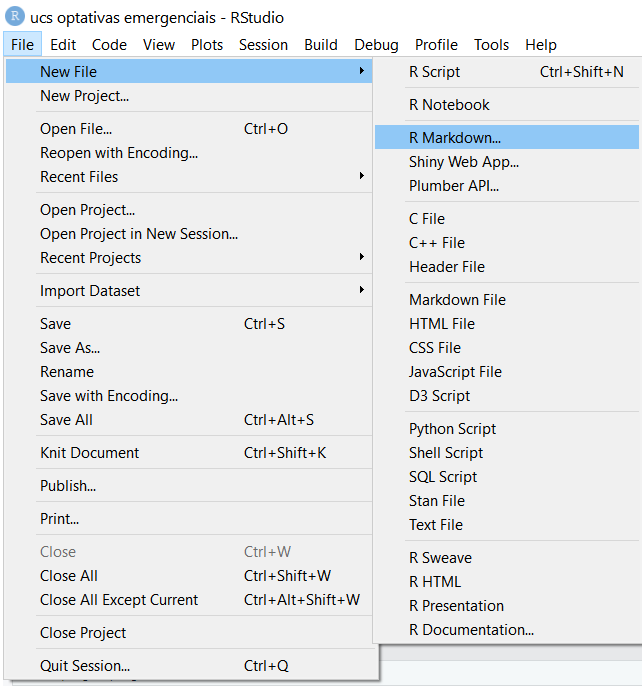 R ucs optativas emergenciais - RStudio
File Edit Code View Plots Session Build Debug Profile Tools Help
New File
New Project...
Open File... Ctrl+O
Reopen with Encoding...
Recent Files
Open Project...
Open Project in New Session...
Recent Projects
Import Dataset
Save Ctrl+S
Save As...
Rename
Save with Encoding...
Save All Ctrl+Alt+S
Knit Document Ctrl+Shift+K
Publish...
Print...
Close Ctrl+W
Close All Ctrl+Shift+W
Close All Except Current Ctrl+Alt+Shift+W
Close Project
Quit Session... Ctrl+Q
R Script Ctrl+Shift+N
R Notebook
R Markdown...
Shiny Web App...
Plumber API...
C File
C++ File
Header File
Markdown File
HTML File
CSS File
JavaScript File
D3 Script
Python Script
Shell Script
SQL Script
Stan File
Text File
R Sweave
R HTML
R Presentation
R Documentation...